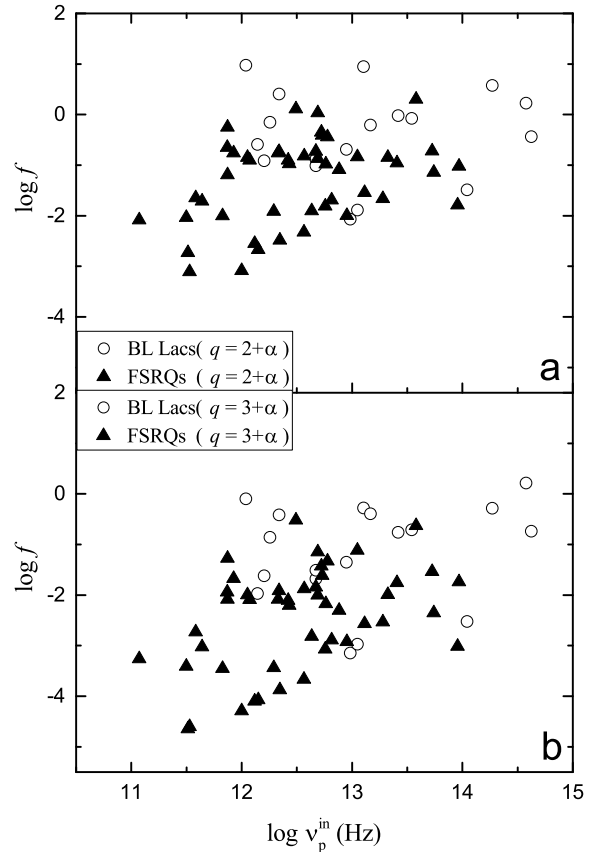 2
0
-2
-4
log f
BL Lacs( q = 2+α)
FSRQs ( q = 2+α)
a
BL Lacs( q = 3+α)
FSRQs ( q = 3+α)
2
0
-2
-4
log f
b
11 12 13 14 15
log ν_p^in (Hz)